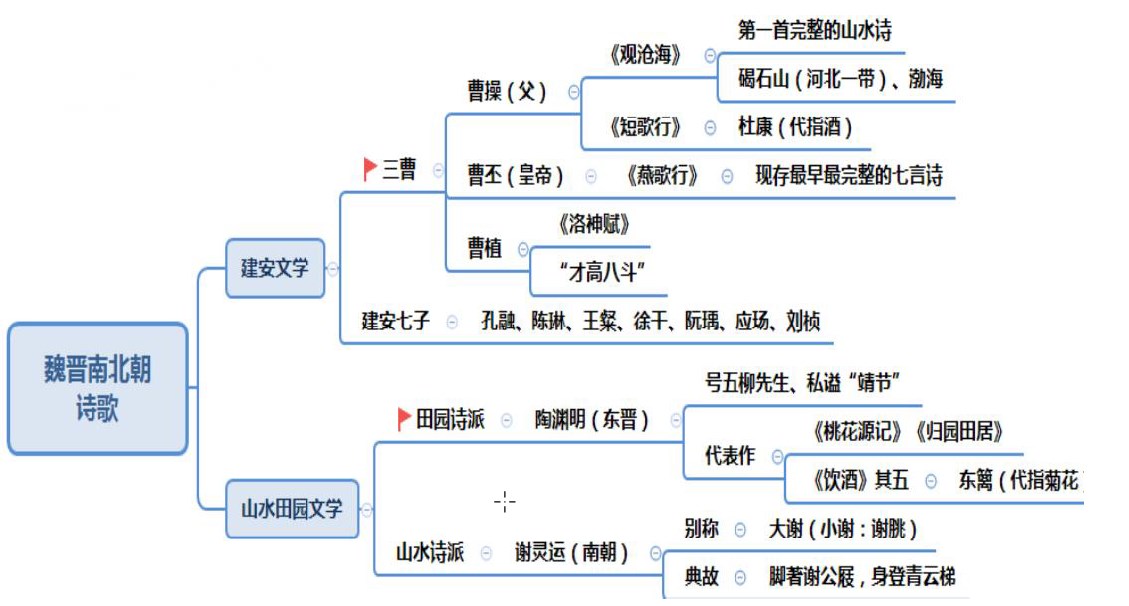 第一首完整的山水诗
《观沧海》
碣石山（河北一带）、渤海
曹操（父）
《短歌行》 杜康（代指酒）
三曹
曹丕（皇帝） 《燕歌行》 现存最早最完整的七言诗
《洛神赋》
曹植
“才高八斗”
建安文学
建安七子 孔融、陈琳、王粲、徐干、阮瑀、应场、刘桢
魏晋南北朝
诗歌
号五柳先生、私谥“靖节”
田园诗派 陶渊明（东晋）
《桃花源记》《归园田居》
代表作
《饮酒》其五 东篱（代指菊花
山水田园文学
别称 大谢（小谢：谢朓）
山水诗派 谢灵运（南朝）
典故 脚著谢公屐，身登青云梯